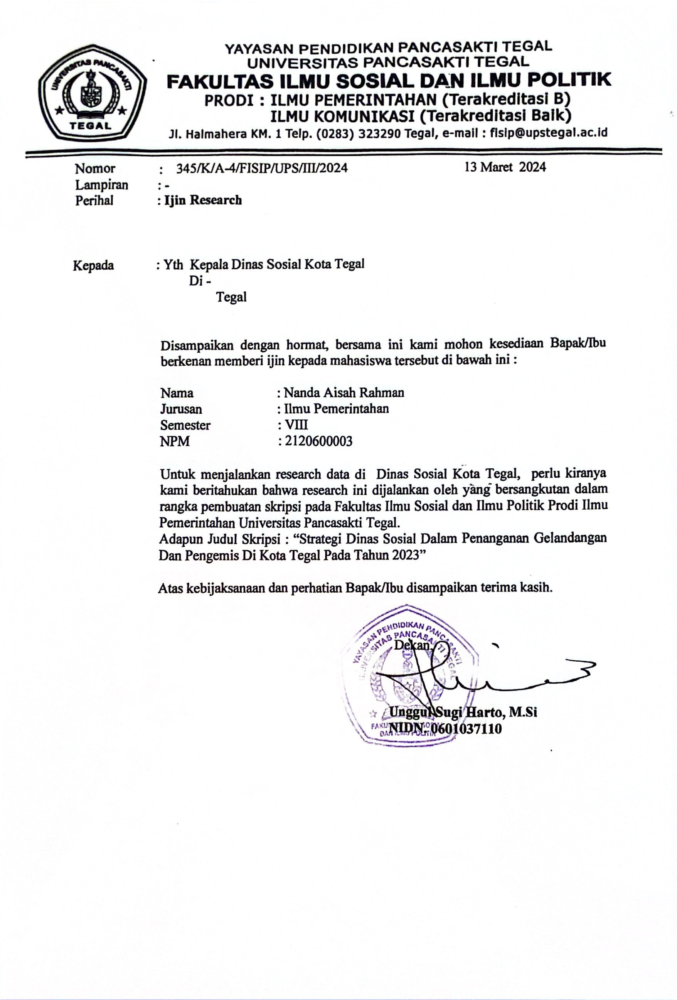 YAYASAN PENDIDIKAN PANCASAKTI TEGAL
UNIVERSITAS PANCASAKTI TEGAL
FAKULTAS ILMU SOSIAL DAN ILMU POLITIK
PRODI : ILMU PEMERINTAHAN (Terakreditasi B)
ILMU KOMUNIKASI (Terakreditasi Baik)
Jl. Halmahera KM. 1 Telp. (0283) 323290 Tegal, e-mail : fisip@upstegal.ac.id
UNIVERSITAS PANCASAKTI
TEGAL
Nomor : 345/K/A-4/FISIP/UPS/III/2024 13 Maret 2024
Lampiran : -
Perihal : Ijin Research
Kepada : Yth Kepala Dinas Sosial Kota Tegal
Di -
Tegal
Disampaikan dengan hormat, bersama ini kami mohon kesediaan Bapak/Ibu
berkenan memberi ijin kepada mahasiswa tersebut di bawah ini :
Nama : Nanda Aisah Rahman
Jurusan : Ilmu Pemerintahan
Semester : VIII
NPM : 2120600003
Untuk menjalankan research data di Dinas Sosial Kota Tegal, perlu kiranya
kami beritahukan bahwa research ini dijalankan oleh yang bersangkutan dalam
rangka pembuatan skripsi pada Fakultas Ilmu Sosial dan Ilmu Politik Prodi Ilmu
Pemerintahan Universitas Pancasakti Tegal.
Adapun Judul Skripsi : “Strategi Dinas Sosial Dalam Penanganan Gelandangan
Dan Pengemis Di Kota Tegal Pada Tahun 2023”
Atas kebijaksanaan dan perhatian Bapak/Ibu disampaikan terima kasih.
YAYASAN PENDIDIKAN PANCASAKTI
UNIVERSITAS PANCASAKTI TEGAL
Dekan,
Unggul Sugi Harto, M.Si
NIDN. 0601037110
DAN ILMU POLITIK